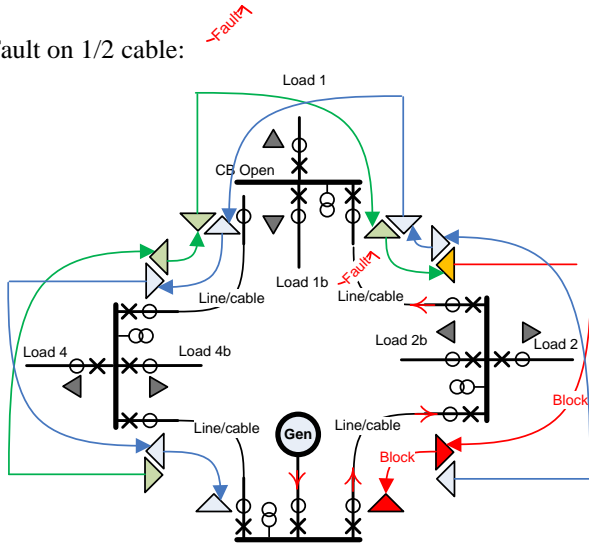 Fault
ault on 1/2 cable:
Load 1
CB Open
Load 1b
Fault
Line/cable
Line/cable
Load 2b
Load 2
Load 4
Load 4b
Block
Line/cable
Gen
Line/cable
Block